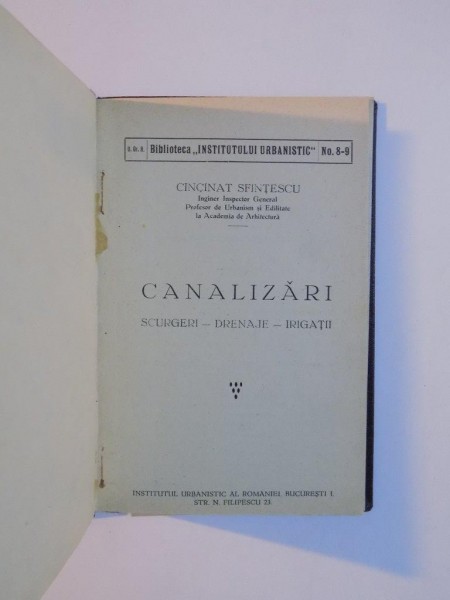 Biblioteca „INSTITUTULUI URBANISTIC“ No. 8-9
CINCINAT SFINȚESCU
Inginer Inspector General
Profesor de Urbanism și Edilitate
la Academia de Arhitectură
CANALIZĂRI
SCURGERI — DRENAJE — IRIGAȚII
INSTITUTUL URBANISTIC AL ROMÂNIEI BUCUREȘTI I.
STR. N. FILIPESCU 23